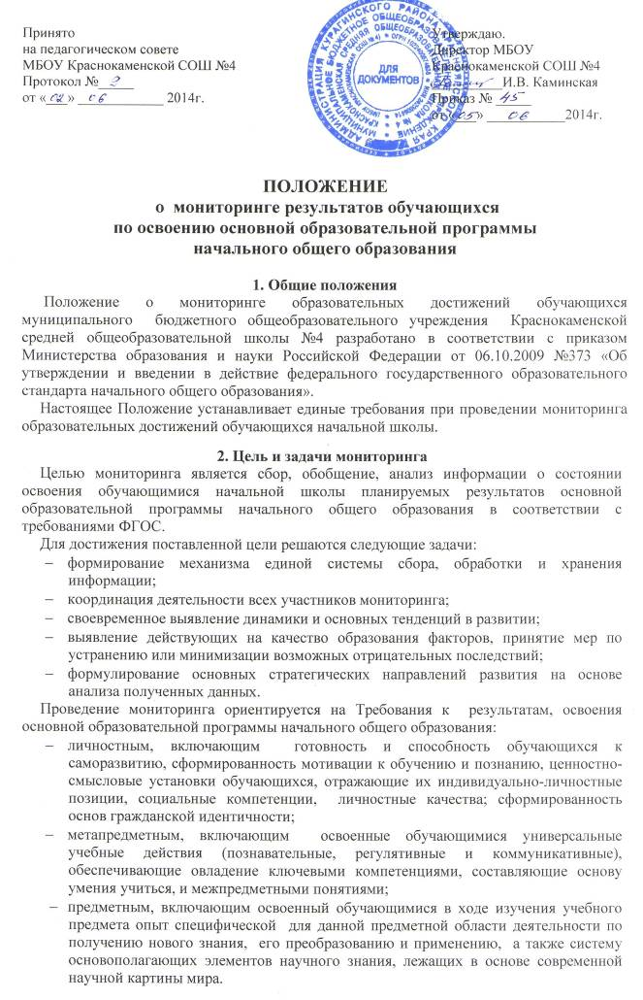 Принято
на педагогическом совете
МБОУ Краснокаменской СОШ №4
Протокол № 2
от «02» 06 2014г.
Утверждаю.
Директор МБОУ
Краснокаменской СОШ №4
И.В. Каминская
Приказ № 45
от «05» 06 2014г.
ДЛЯ
ДОКУМЕНТОВ
ПОЛОЖЕНИЕ
о мониторинге результатов обучающихся
по освоению основной образовательной программы
начального общего образования
1. Общие положения
Положение о мониторинге образовательных достижений обучающихся
муниципального бюджетного общеобразовательного учреждения Краснокаменской
средней общеобразовательной школы №4 разработано в соответствии с приказом
Министерства образования и науки Российской Федерации от 06.10.2009 №373 «Об
утверждении и введении в действие федерального государственного образовательного
стандарта начального общего образования».
Настоящее Положение устанавливает единые требования при проведении мониторинга
образовательных достижений обучающихся начальной школы.
2. Цель и задачи мониторинга
Целью мониторинга является сбор, обобщение, анализ информации о состоянии
освоения обучающимися начальной школы планируемых результатов основной
образовательной программы начального общего образования в соответствии с
требованиями ФГОС.
Для достижения поставленной цели решаются следующие задачи:
– формирование механизма единой системы сбора, обработки и хранения
информации;
– координация деятельности всех участников мониторинга;
– своевременное выявление динамики и основных тенденций в развитии;
– выявление действующих на качество образования факторов, принятие мер по
устранению или минимизации возможных отрицательных последствий;
– формулирование основных стратегических направлений развития на основе
анализа полученных данных.
Проведение мониторинга ориентируется на Требования к результатам, освоения
основной образовательной программы начального общего образования:
– личностным, включающим готовность и способность обучающихся к
саморазвитию, сформированность мотивации к обучению и познанию, ценностно-
смысловые установки обучающихся, отражающие их индивидуально-личностные
позиции, социальные компетенции, личностные качества; сформированность
основ гражданской идентичности;
– метапредметным, включающим освоенные обучающимися универсальные
учебные действия (познавательные, регулятивные и коммуникативные),
обеспечивающие овладение ключевыми компетенциями, составляющие основу
умения учиться, и межпредметными понятиями;
– предметным, включающим освоенный обучающимися в ходе изучения учебного
предмета опыт специфической для данной предметной области деятельности по
получению нового знания, его преобразованию и применению, а также систему
основополагающих элементов научного знания, лежащих в основе современной
научной картины мира.